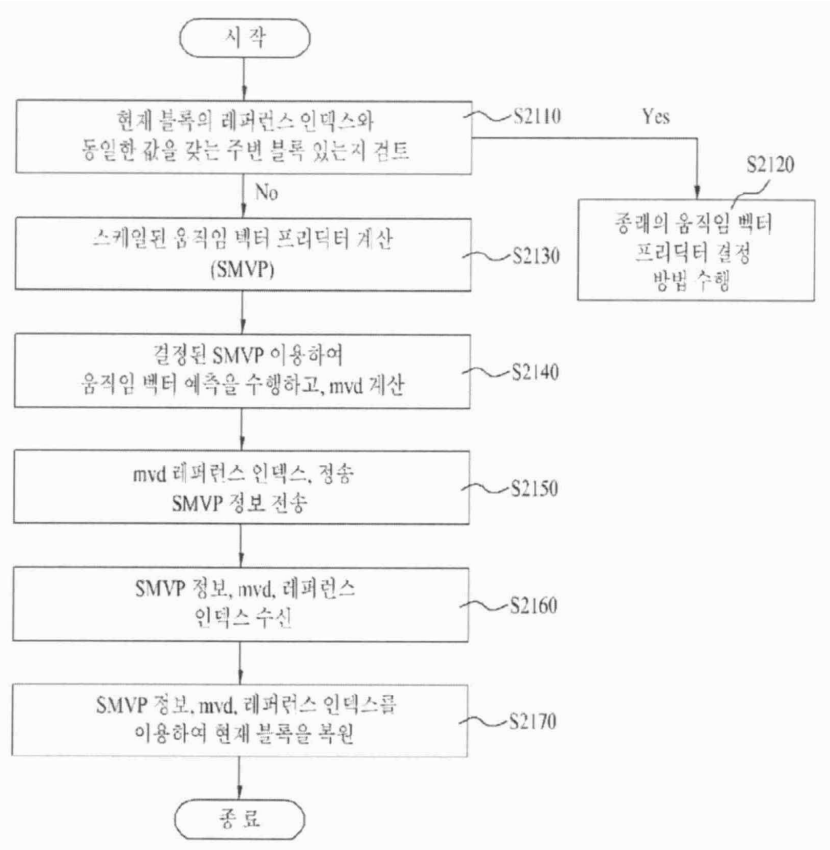 시 작
현재 블록의 레퍼런스 인덱스와
동일한 값을 갖는 주변 블록 있는지 검토
S2110
Yes
S2120
종래의 움직임 벡터
프리딕터 결정
방법 수행
No
스케일된 움직임 벡터 프리딕터 계산
(SMVP)
S2130
결정된 SMVP 이용하여
움직임 벡터 예측을 수행하고, mvd 계산
S2140
mvd 레퍼런스 인덱스, 정송
SMVP 정보 전송
S2150
SMVP 정보, mvd, 레퍼런스
인덱스 수신
S2160
SMVP 정보, mvd, 레퍼런스 인덱스를
이용하여 현재 블록을 복원
S2170
종 료